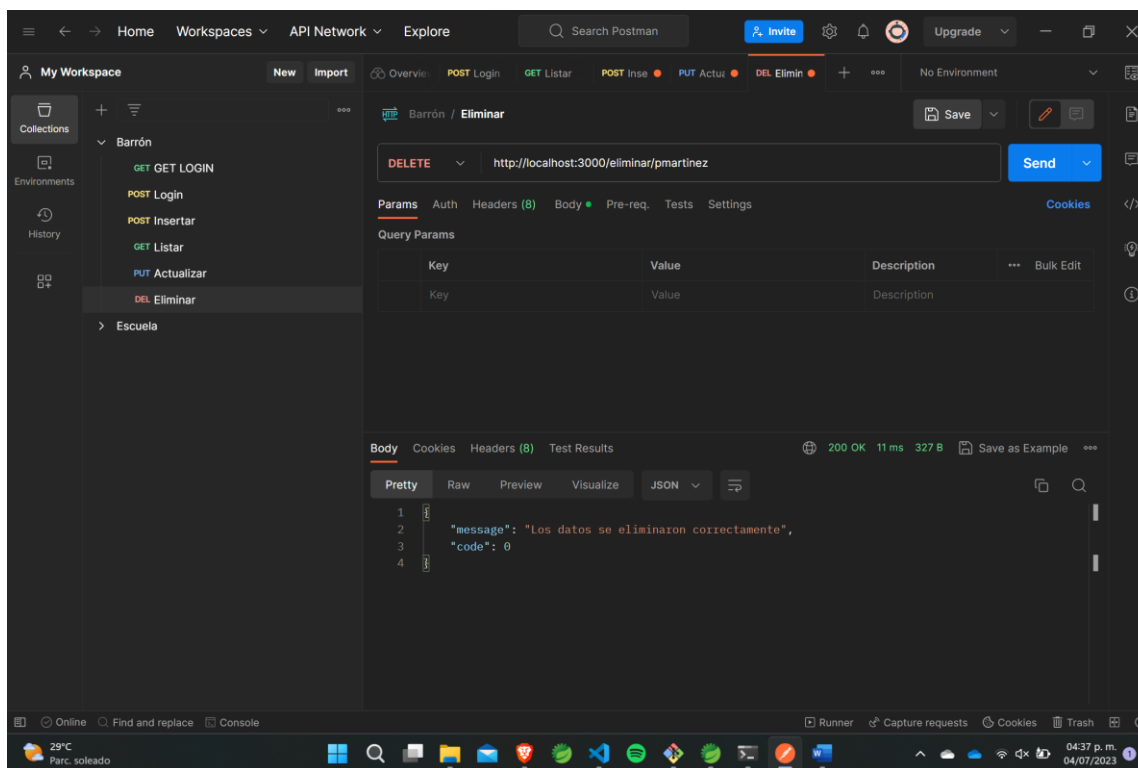 Home Workspaces API Network Explore Search Postman Invite Upgrade
My Workspace New Import Overvie POST Login GET Listar POST Inse PUT Actua DEL Elimin No Environment
Collections
Environments
History
Barrón
GET GET LOGIN
POST Login
POST Insertar
GET Listar
PUT Actualizar
DEL Eliminar
Escuela
HTTP Barrón / Eliminar Save
DELETE http://localhost:3000/eliminar/pmartinez Send
Params Auth Headers (8) Body Pre-req. Tests Settings Cookies
Query Params
Key Value Description Bulk Edit
Key Value Description
Body Cookies Headers (8) Test Results 200 OK 11 ms 327 B Save as Example
Pretty Raw Preview Visualize JSON
1 {
2 "message": "Los datos se eliminaron correctamente",
3 "code": 0
4 }
Online Find and replace Console Runner Capture requests Cookies Trash
29°C
Parc. soleado
04:37 p. m.
04/07/2023
1